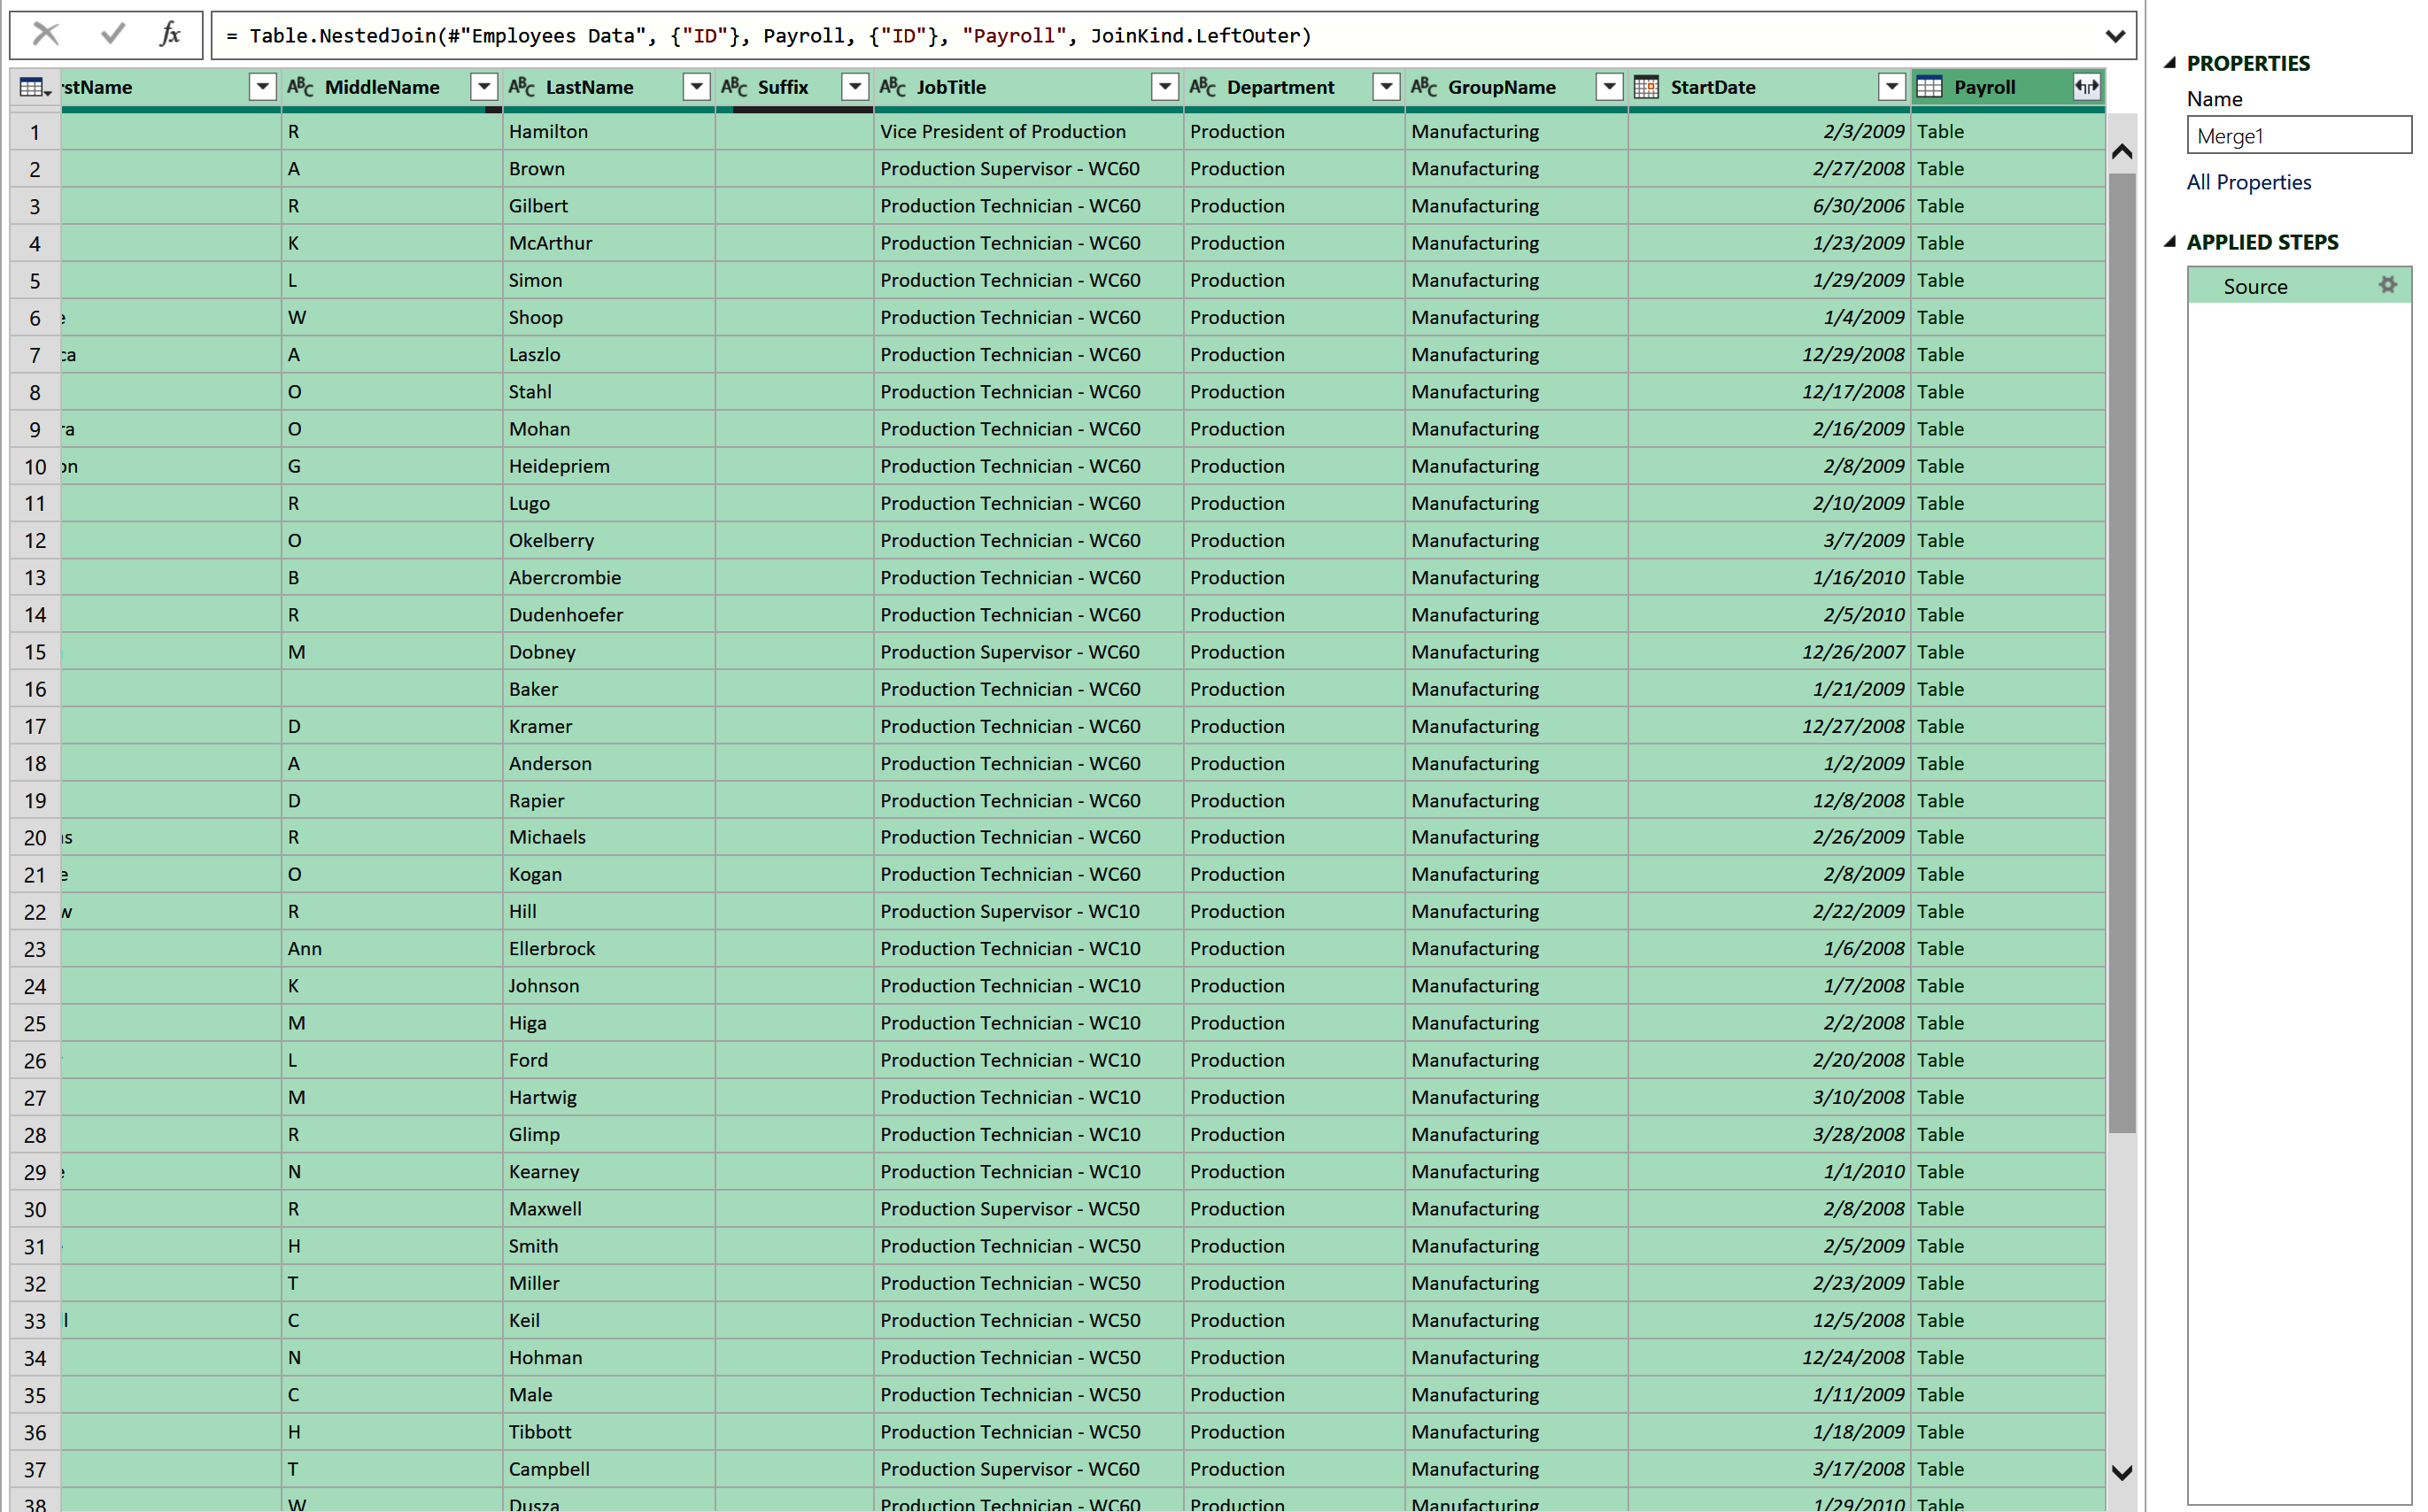 fx = Table.NestedJoin(#"Employees Data", {"ID"}, Payroll, {"ID"}, "Payroll", JoinKind.LeftOuter)
rstName ABC MiddleName ABC LastName ABC Suffix ABC JobTitle ABC Department ABC GroupName StartDate Payroll
1 R Hamilton Vice President of Production Production Manufacturing 2/3/2009 Table
2 A Brown Production Supervisor - WC60 Production Manufacturing 2/27/2008 Table
3 R Gilbert Production Technician - WC60 Production Manufacturing 6/30/2006 Table
4 K McArthur Production Technician - WC60 Production Manufacturing 1/23/2009 Table
5 L Simon Production Technician - WC60 Production Manufacturing 1/29/2009 Table
6 e W Shoop Production Technician - WC60 Production Manufacturing 1/4/2009 Table
7 ca A Laszlo Production Technician - WC60 Production Manufacturing 12/29/2008 Table
8 O Stahl Production Technician - WC60 Production Manufacturing 12/17/2008 Table
9 ra O Mohan Production Technician - WC60 Production Manufacturing 2/16/2009 Table
10 on G Heidepriem Production Technician - WC60 Production Manufacturing 2/8/2009 Table
11 R Lugo Production Technician - WC60 Production Manufacturing 2/10/2009 Table
12 O Okelberry Production Technician - WC60 Production Manufacturing 3/7/2009 Table
13 B Abercrombie Production Technician - WC60 Production Manufacturing 1/16/2010 Table
14 R Dudenhoefer Production Technician - WC60 Production Manufacturing 2/5/2010 Table
15 M Dobney Production Supervisor - WC60 Production Manufacturing 12/26/2007 Table
16 Baker Production Technician - WC60 Production Manufacturing 1/21/2009 Table
17 D Kramer Production Technician - WC60 Production Manufacturing 12/27/2008 Table
18 A Anderson Production Technician - WC60 Production Manufacturing 1/2/2009 Table
19 D Rapier Production Technician - WC60 Production Manufacturing 12/8/2008 Table
20 as R Michaels Production Technician - WC60 Production Manufacturing 2/26/2009 Table
21 e O Kogan Production Technician - WC60 Production Manufacturing 2/8/2009 Table
22 w R Hill Production Supervisor - WC10 Production Manufacturing 2/22/2009 Table
23 Ann Ellerbrock Production Technician - WC10 Production Manufacturing 1/6/2008 Table
24 K Johnson Production Technician - WC10 Production Manufacturing 1/7/2008 Table
25 M Higa Production Technician - WC10 Production Manufacturing 2/2/2008 Table
26 L Ford Production Technician - WC10 Production Manufacturing 2/20/2008 Table
27 M Hartwig Production Technician - WC10 Production Manufacturing 3/10/2008 Table
28 R Glimp Production Technician - WC10 Production Manufacturing 3/28/2008 Table
29 e N Kearney Production Technician - WC10 Production Manufacturing 1/1/2010 Table
30 R Maxwell Production Supervisor - WC50 Production Manufacturing 2/8/2008 Table
31 H Smith Production Technician - WC50 Production Manufacturing 2/5/2009 Table
32 T Miller Production Technician - WC50 Production Manufacturing 2/23/2009 Table
33 l C Keil Production Technician - WC50 Production Manufacturing 12/5/2008 Table
34 N Hohman Production Technician - WC50 Production Manufacturing 12/24/2008 Table
35 C Male Production Technician - WC50 Production Manufacturing 1/11/2009 Table
36 H Tibbott Production Technician - WC50 Production Manufacturing 1/18/2009 Table
37 T Campbell Production Supervisor - WC60 Production Manufacturing 3/17/2008 Table
38 W Dusza Production Technician - WC60 Production Manufacturing 1/29/2010 Table
PROPERTIES
Name
Merge1
All Properties
APPLIED STEPS
Source